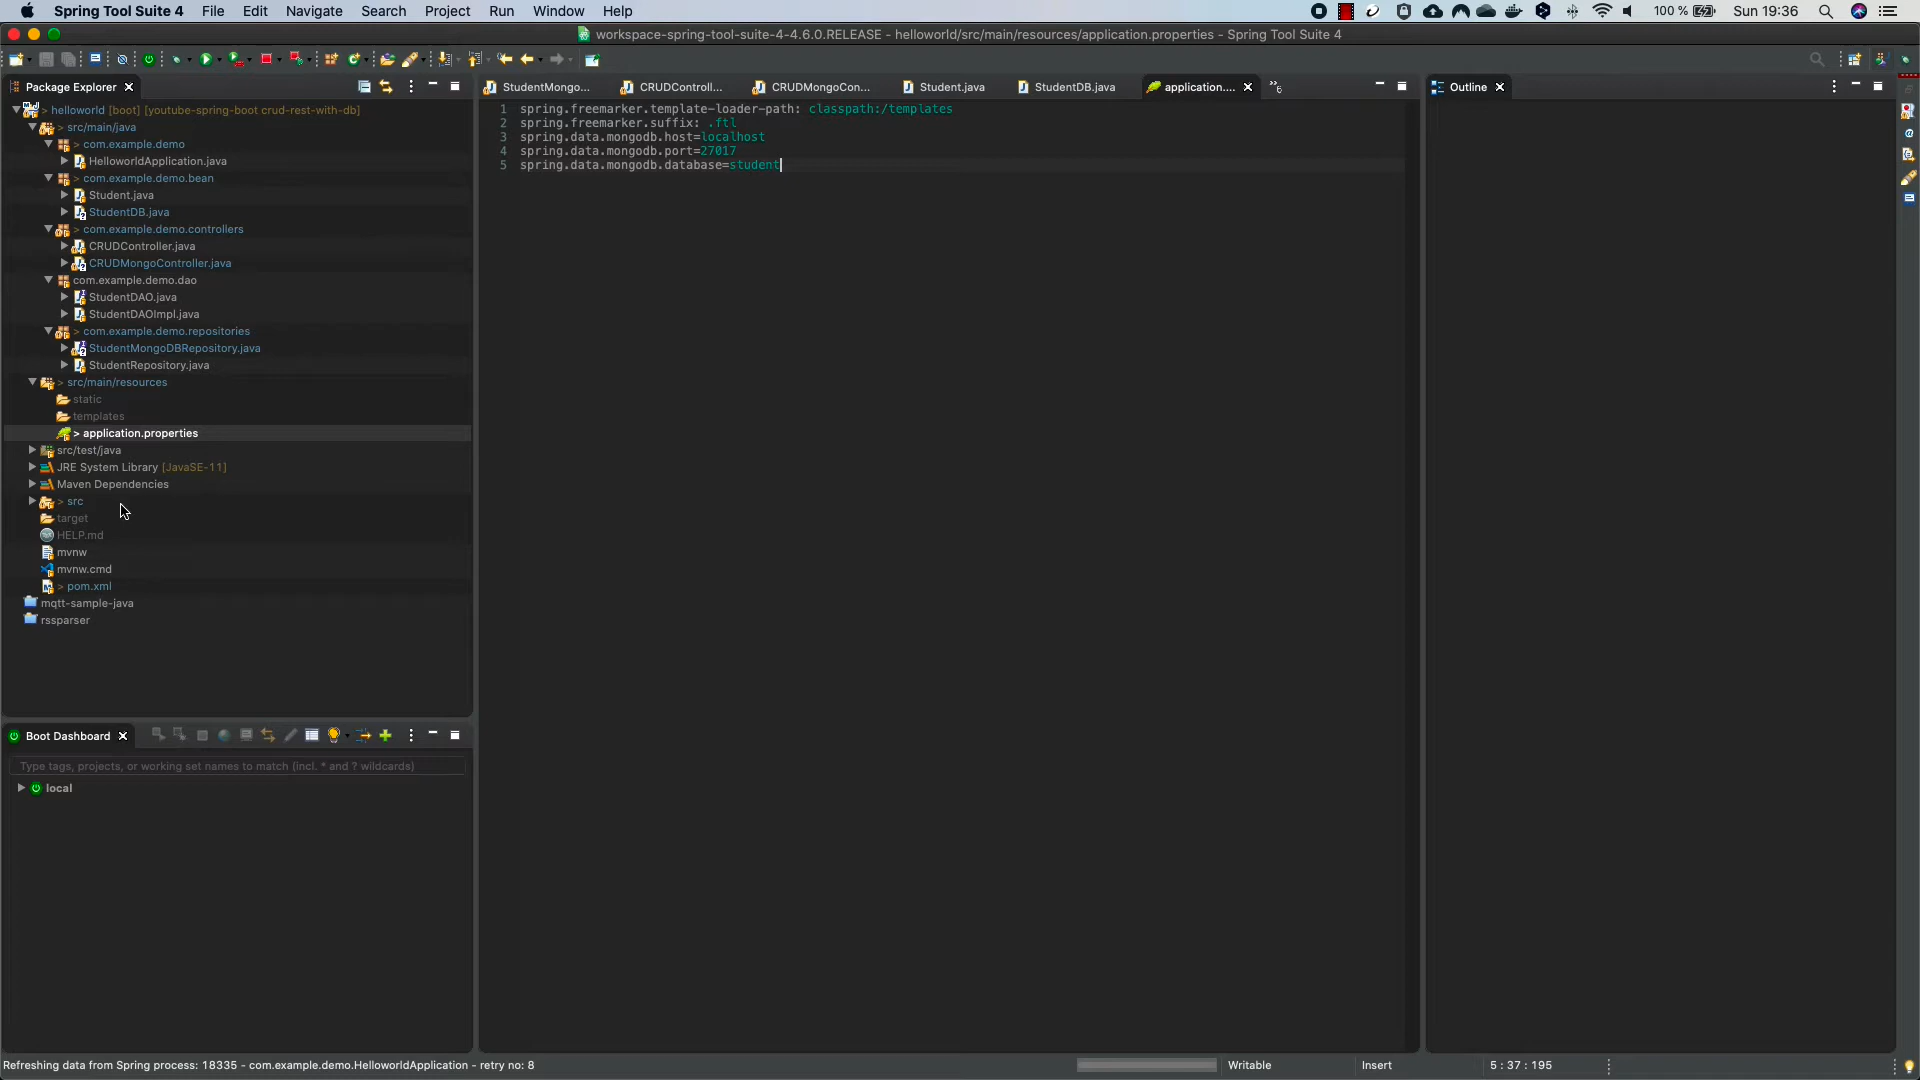 Spring Tool Suite 4 File Edit Navigate Search Project Run Window Help 100 % Sun 19:36
workspace-spring-tool-suite-4-4.6.0.RELEASE - helloworld/src/main/resources/application.properties - Spring Tool Suite 4
Package Explorer
> helloworld [boot] [youtube-spring-boot crud-rest-with-db]
> src/main/java
> com.example.demo
HelloworldApplication.java
> com.example.demo.bean
Student.java
StudentDB.java
> com.example.demo.controllers
CRUDController.java
CRUDMongoController.java
com.example.demo.dao
StudentDAO.java
StudentDAOImpl.java
> com.example.demo.repositories
StudentMongoDBRepository.java
StudentRepository.java
> src/main/resources
static
templates
> application.properties
src/test/java
JRE System Library [JavaSE-11]
Maven Dependencies
> src
target
HELP.md
mvnw
mvnw.cmd
> pom.xml
mqtt-sample-java
rssparser
StudentMongo... CRUDControll... CRUDMongoCon... Student.java StudentDB.java application.... »6
1 spring.freemarker.template-loader-path: classpath:/templates
2 spring.freemarker.suffix: .ftl
3 spring.data.mongodb.host=localhost
4 spring.data.mongodb.port=27017
5 spring.data.mongodb.database=student
Outline
Boot Dashboard
Type tags, projects, or working set names to match (incl. * and ? wildcards)
local
Refreshing data from Spring process: 18335 - com.example.demo.HelloworldApplication - retry no: 8 Writable Insert 5 : 37 : 195